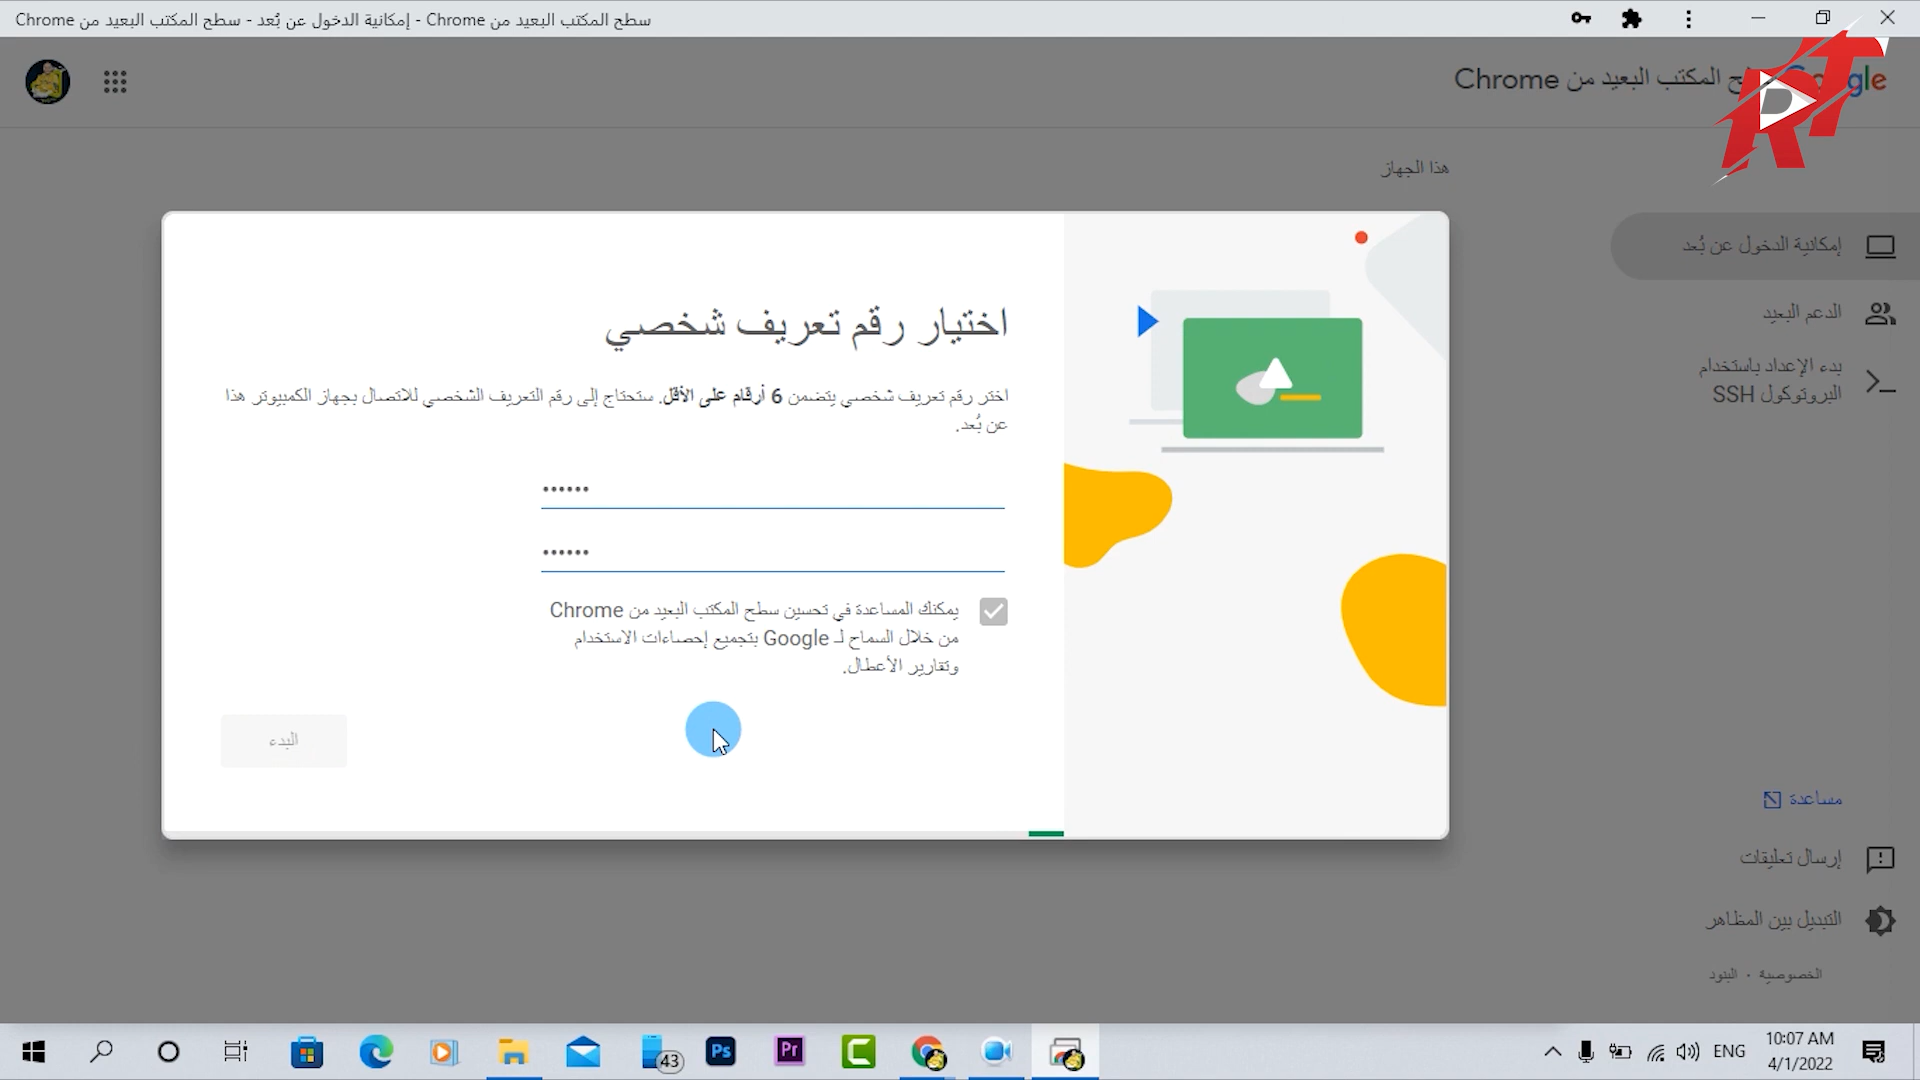 سطح المكتب البعيد من Chrome - إمكانية الدخول عن بُعد - سطح المكتب البعيد من Chrome
المكتب البعيد من Chrome
هذا الجهاز
إمكانية الدخول عن بُعد
الدعم البعيد
بدء الإعداد باستخدام
البروتوكول SSH
اختيار رقم تعريف شخصي
اختر رقم تعريف شخصي يتضمن 6 أرقام على الأقل. ستحتاج إلى رقم التعريف الشخصي للاتصال بجهاز الكمبيوتر هذا
عن بُعد.
••••••
••••••
يمكنك المساعدة في تحسين سطح المكتب البعيد من Chrome
من خلال السماح لـ Google بتجميع إحصاءات الاستخدام
وتقارير الأعطال.
البدء
مساعدة
إرسال تعليقات
التبديل بين المظاهر
الخصوصية · البنود
Ps
Pr
43
ENG
10:07 AM
4/1/2022